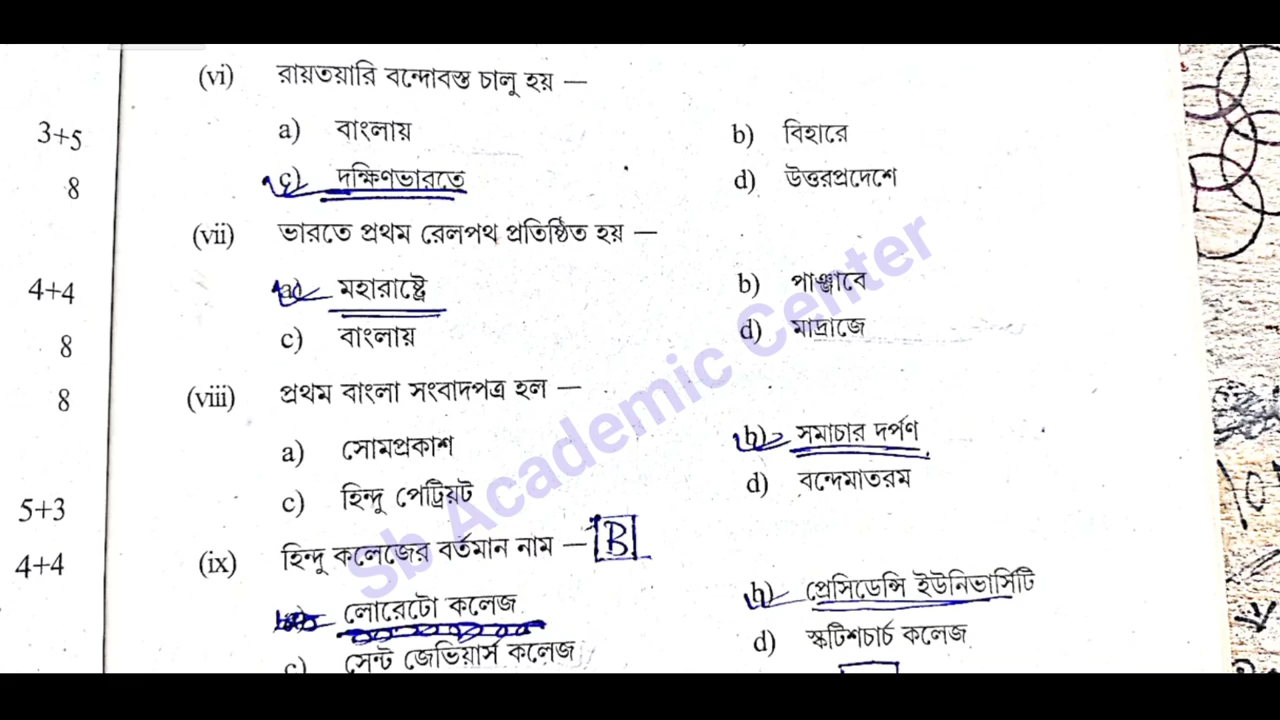 (vi) রায়তয়ারি বন্দোবস্ত চালু হয় —
3+5 a) বাংলায় b) বিহারে
8 c) দক্ষিণভারতে d) উত্তরপ্রদেশে
(vii) ভারতে প্রথম রেলপথ প্রতিষ্ঠিত হয় —
4+4 a) মহারাষ্ট্রে b) পাঞ্জাবে
8 c) বাংলায় d) মাদ্রাজে
8 (viii) প্রথম বাংলা সংবাদপত্র হল —
a) সোমপ্রকাশ b) সমাচার দর্পণ
5+3 c) হিন্দু পেট্রিয়ট d) বন্দেমাতরম
4+4 (ix) হিন্দু কলেজের বর্তমান নাম — B
লোরেটো কলেজ b) প্রেসিডেন্সি ইউনিভার্সিটি
c) সেন্ট জেভিয়ার্স কলেজ d) স্কটিশচার্চ কলেজ
Sb Academic Center